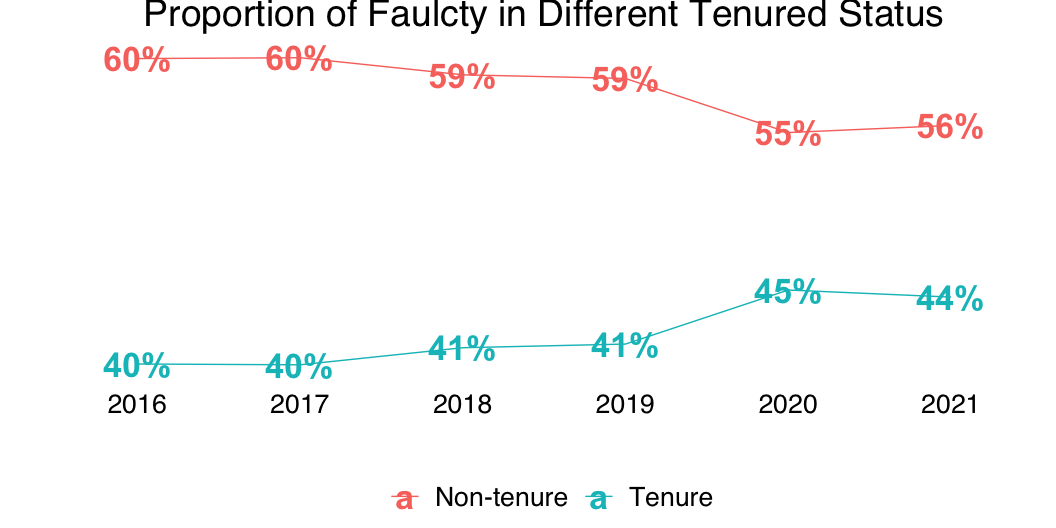 Proportion of Faulcty in Different Tenured Status
60% 60% 59% 59% 55% 56%
40% 40% 41% 41% 45% 44%
2016 2017 2018 2019 2020 2021
a Non-tenure a Tenure